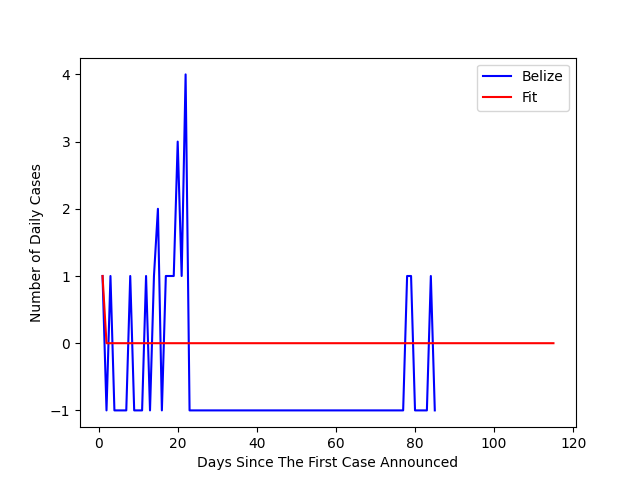 Belize
Fit
4
3
2
1
0
−1
Number of Daily Cases
0 20 40 60 80 100 120
Days Since The First Case Announced